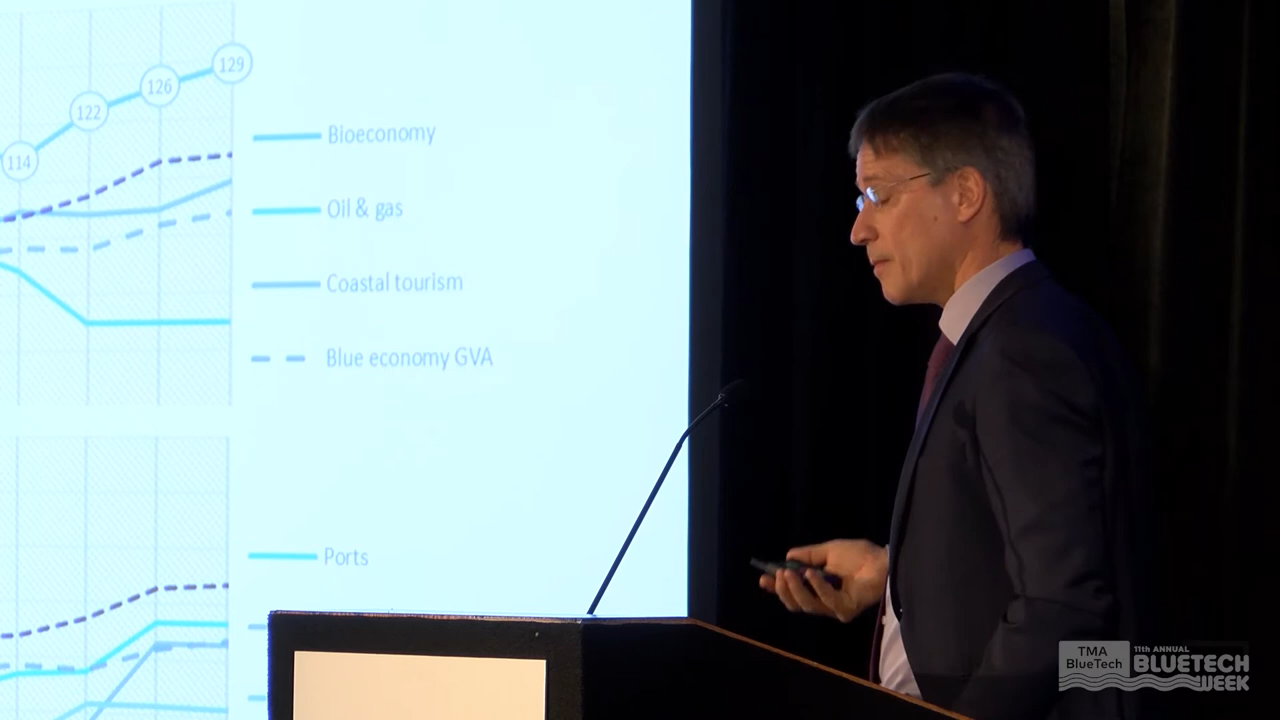 129
126
122
114
Bioeconomy
Oil & gas
Coastal tourism
Blue economy GVA
Ports
TMA
BlueTech
11TH ANNUAL
BLUETECH
WEEK